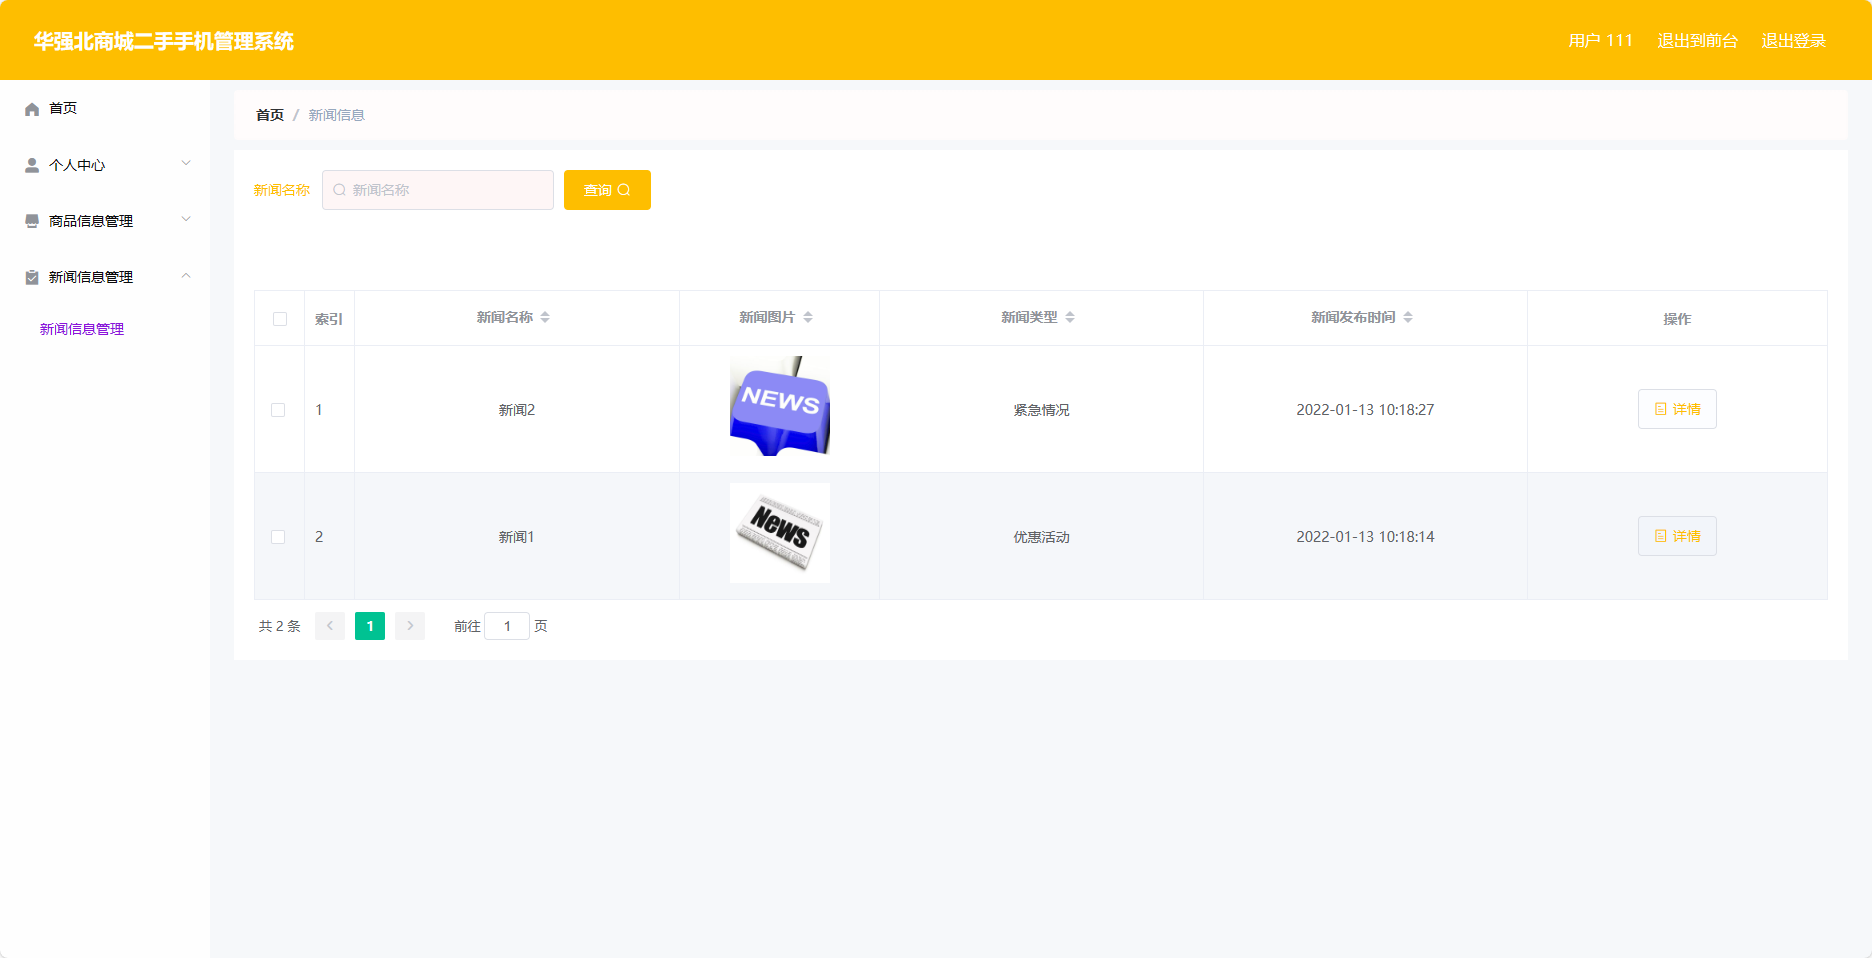 华强北商城二手手机管理系统
用户 111 退出到前台 退出登录
首页
个人中心
商品信息管理
新闻信息管理
新闻信息管理
首页 / 新闻信息
新闻名称 新闻名称 查询
索引 新闻名称 新闻图片 新闻类型 新闻发布时间 操作
1 新闻2 NEWS 紧急情况 2022-01-13 10:18:27 详情
2 新闻1 News 优惠活动 2022-01-13 10:18:14 详情
共 2 条 1 前往 1 页